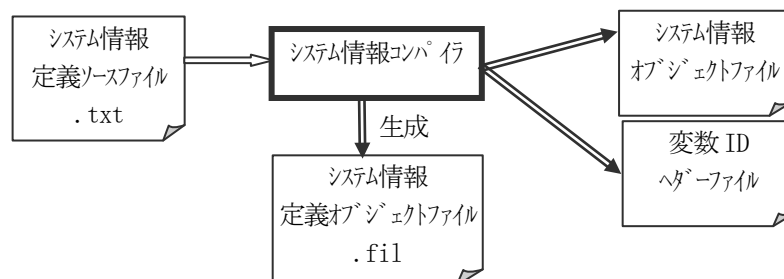 システム情報
定義ソースファイル
.txt
システム情報コンパイラ
生成
システム情報
定義オブジェクトファイル
.fil
システム情報
オブジェクトファイル
変数 ID
ヘダーファイル